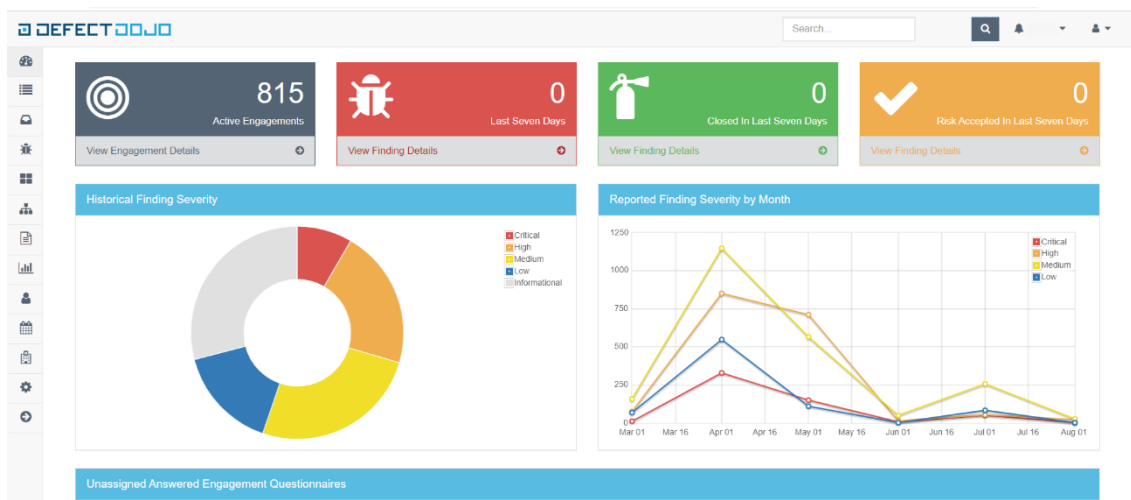 DEFECTDOJO
Search...
815
Active Engagements
View Engagement Details
0
Last Seven Days
View Finding Details
0
Closed In Last Seven Days
View Finding Details
0
Risk Accepted In Last Seven Days
View Finding Details
Historical Finding Severity
Critical
High
Medium
Low
Informational
Reported Finding Severity by Month
1250
1000
750
500
250
0
Critical
High
Medium
Low
Mar 01 Mar 16 Apr 01 Apr 16 May 01 May 16 Jun 01 Jun 16 Jul 01 Jul 16 Aug 01
Unassigned Answered Engagement Questionnaires